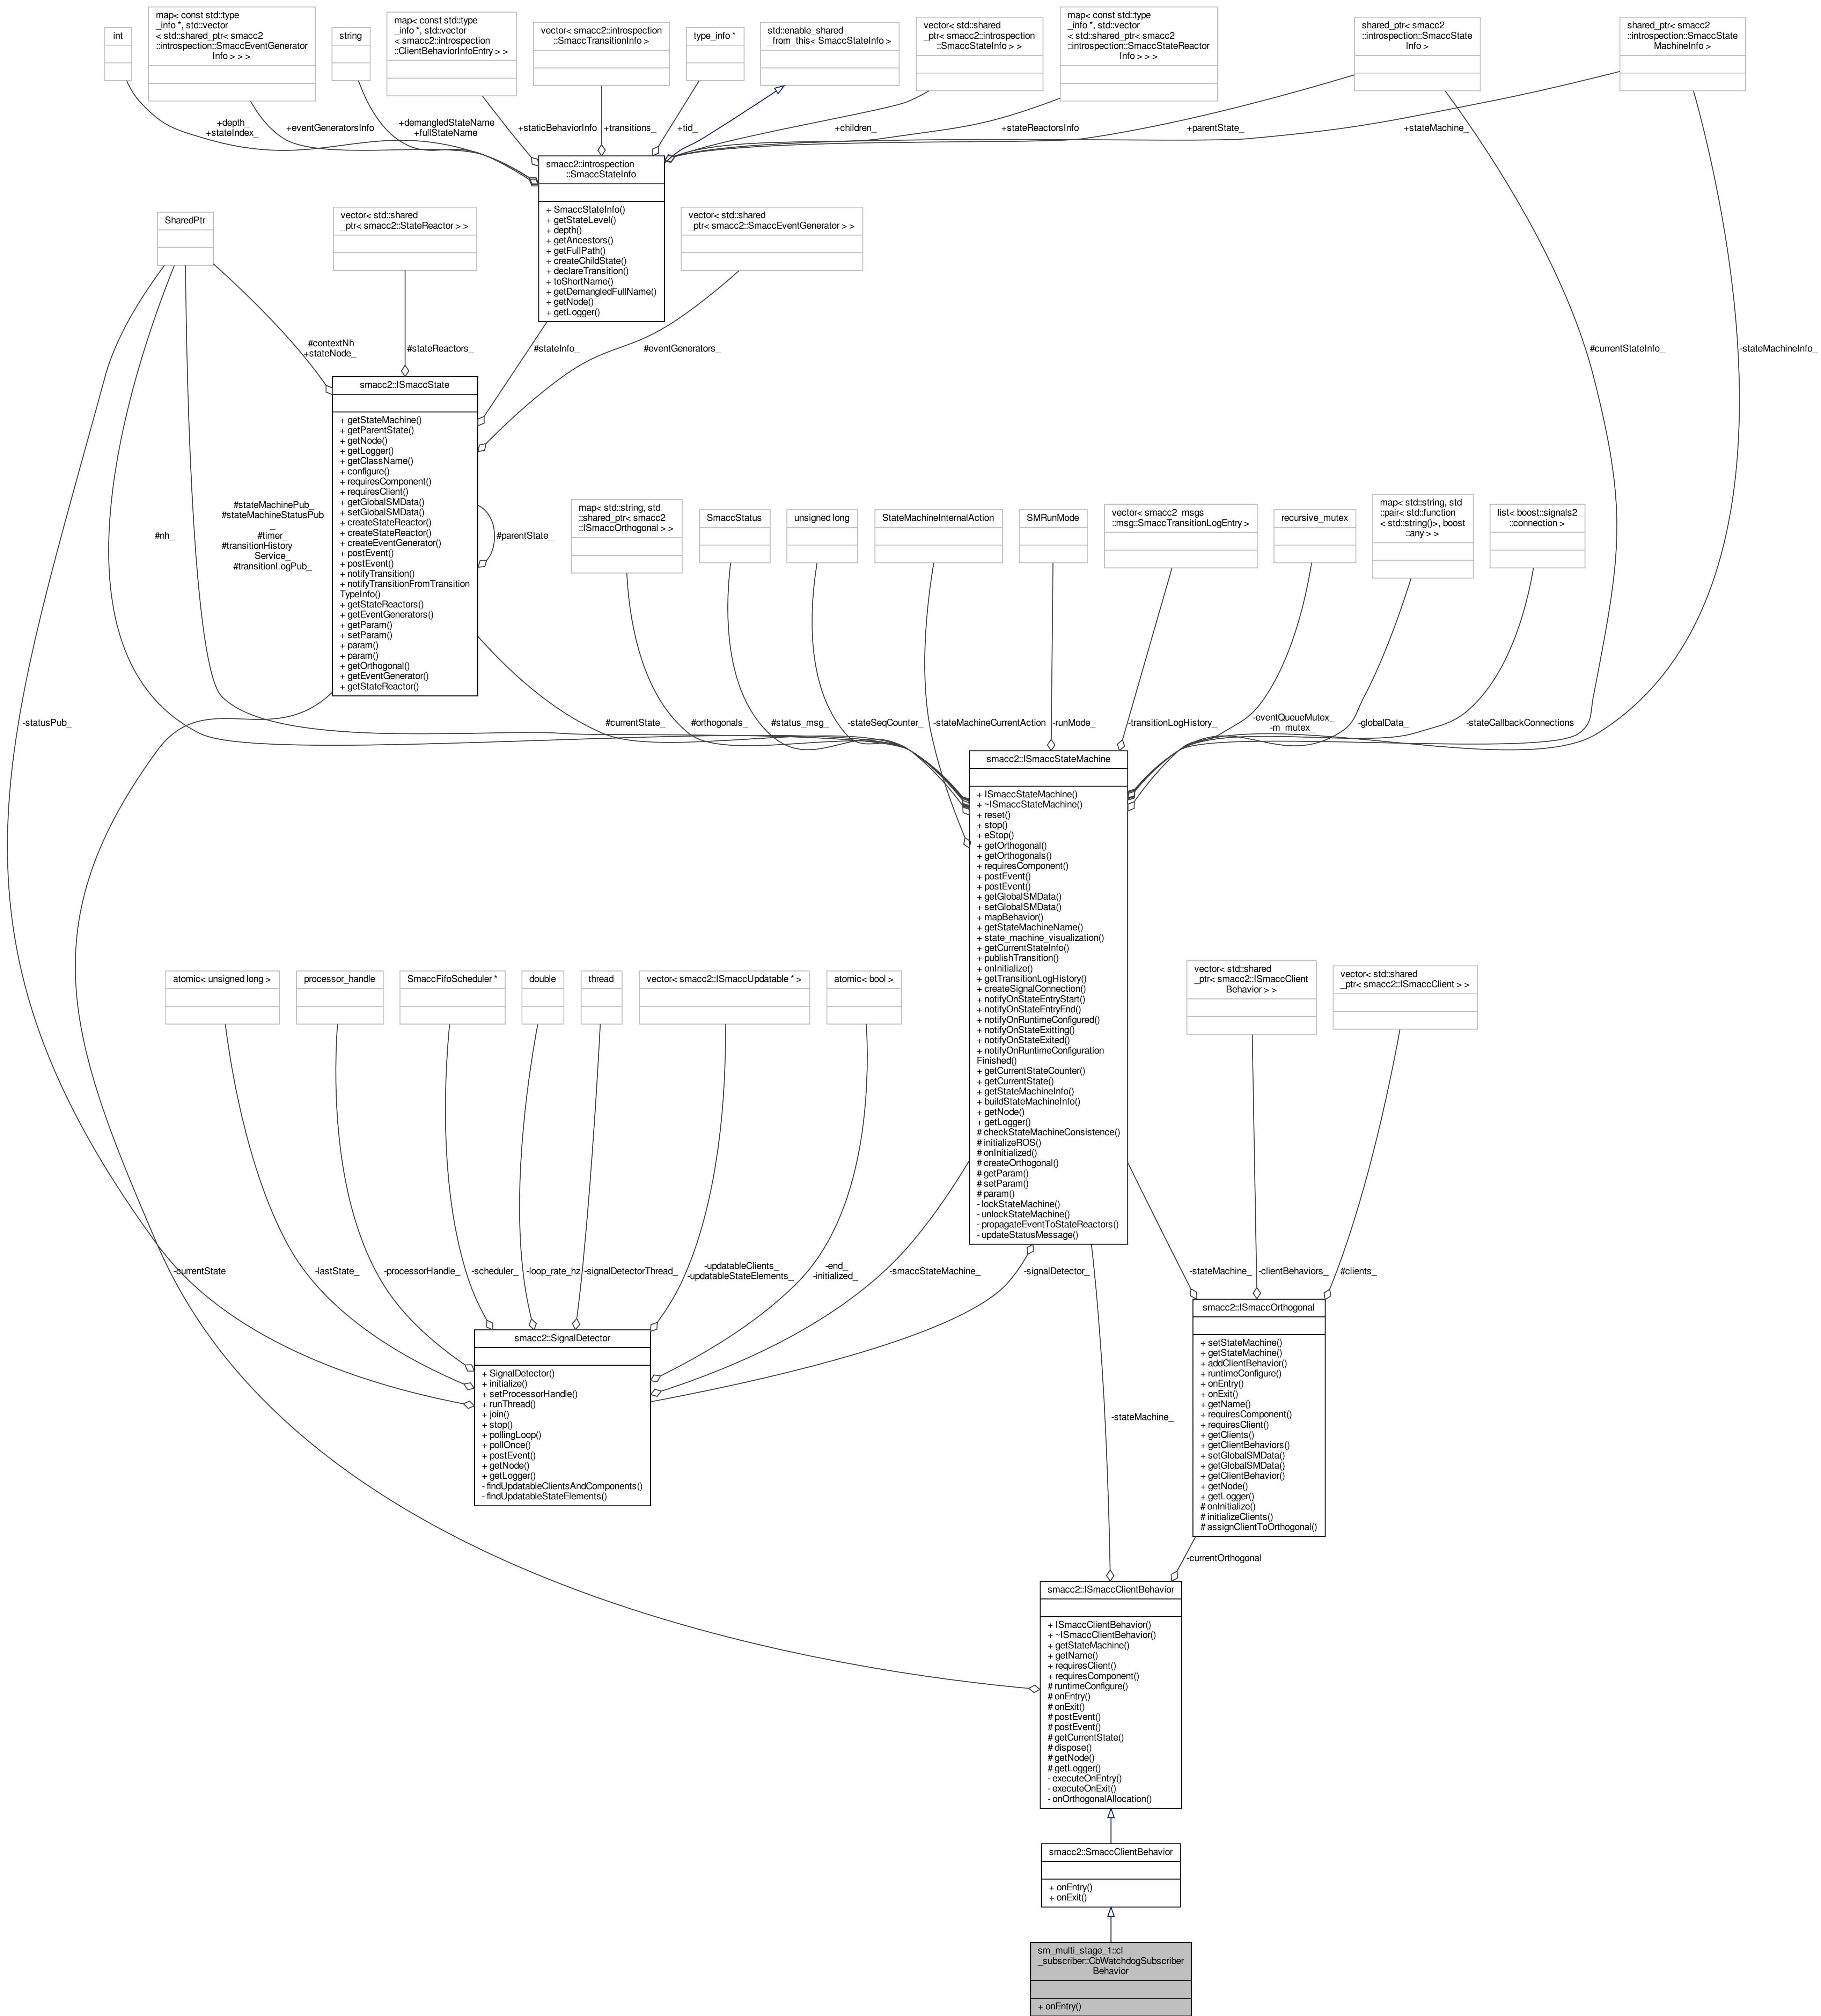 int
map< const std::type
_info *, std::vector
< std::shared_ptr< smacc2
::introspection::SmaccEventGenerator
Info > > >
string
map< const std::type
_info *, std::vector
< smacc2::introspection
::ClientBehaviorInfoEntry > >
vector< smacc2::introspection
::SmaccTransitionInfo >
type_info *
std::enable_shared
_from_this< SmaccStateInfo >
vector< std::shared
_ptr< smacc2::introspection
::SmaccStateInfo > >
map< const std::type
_info *, std::vector
< std::shared_ptr< smacc2
::introspection::SmaccStateReactor
Info > > >
shared_ptr< smacc2
::introspection::SmaccState
Info >
shared_ptr< smacc2
::introspection::SmaccState
MachineInfo >
+depth_
+stateIndex_
+eventGeneratorsInfo
+demangledStateName
+fullStateName
+staticBehaviorInfo
+transitions_
+tid_
+children_
+stateReactorsInfo
+parentState_
+stateMachine_
smacc2::introspection
::SmaccStateInfo
+ SmaccStateInfo()
+ getStateLevel()
+ depth()
+ getAncestors()
+ getFullPath()
+ createChildState()
+ declareTransition()
+ toShortName()
+ getDemangledFullName()
+ getNode()
+ getLogger()
SharedPtr
vector< std::shared
_ptr< smacc2::StateReactor > >
vector< std::shared
_ptr< smacc2::SmaccEventGenerator > >
#contextNh
+stateNode_
#stateReactors_
#stateInfo_
#eventGenerators_
#currentStateInfo_
-stateMachineInfo_
smacc2::ISmaccState
+ getStateMachine()
+ getParentState()
+ getNode()
+ getLogger()
+ getClassName()
+ configure()
+ requiresComponent()
+ requiresClient()
+ getGlobalSMData()
+ setGlobalSMData()
+ createStateReactor()
+ createStateReactor()
+ createEventGenerator()
+ postEvent()
+ postEvent()
+ notifyTransition()
+ notifyTransitionFromTransition
TypeInfo()
+ getStateReactors()
+ getEventGenerators()
+ getParam()
+ setParam()
+ param()
+ param()
+ getOrthogonal()
+ getEventGenerator()
+ getStateReactor()
#parentState_
#nh_
#stateMachinePub_
#stateMachineStatusPub
_
#timer_
#transitionHistory
Service_
#transitionLogPub_
map< std::string, std
::shared_ptr< smacc2
::ISmaccOrthogonal > >
SmaccStatus
unsigned long
StateMachineInternalAction
SMRunMode
vector< smacc2_msgs
::msg::SmaccTransitionLogEntry >
recursive_mutex
map< std::string, std
::pair< std::function
< std::string()>, boost
::any > >
list< boost::signals2
::connection >
-statusPub_
#currentState_
#orthogonals_
#status_msg_
-stateSeqCounter_
-stateMachineCurrentAction
-runMode_
-transitionLogHistory_
-eventQueueMutex_
-m_mutex_
-globalData_
-stateCallbackConnections
smacc2::ISmaccStateMachine
+ ISmaccStateMachine()
+ ~ISmaccStateMachine()
+ reset()
+ stop()
+ eStop()
+ getOrthogonal()
+ getOrthogonals()
+ requiresComponent()
+ postEvent()
+ postEvent()
+ getGlobalSMData()
+ setGlobalSMData()
+ mapBehavior()
+ getStateMachineName()
+ state_machine_visualization()
+ getCurrentStateInfo()
+ publishTransition()
+ onInitialize()
+ getTransitionLogHistory()
+ createSignalConnection()
+ notifyOnStateEntryStart()
+ notifyOnStateEntryEnd()
+ notifyOnRuntimeConfigured()
+ notifyOnStateExitting()
+ notifyOnStateExited()
+ notifyOnRuntimeConfiguration
Finished()
+ getCurrentStateCounter()
+ getCurrentState()
+ getStateMachineInfo()
+ buildStateMachineInfo()
+ getNode()
+ getLogger()
# checkStateMachineConsistence()
# initializeROS()
# onInitialized()
# createOrthogonal()
# getParam()
# setParam()
# param()
- lockStateMachine()
- unlockStateMachine()
- propagateEventToStateReactors()
- updateStatusMessage()
atomic< unsigned long >
processor_handle
SmaccFifoScheduler *
double
thread
vector< smacc2::ISmaccUpdatable * >
atomic< bool >
vector< std::shared
_ptr< smacc2::ISmaccClient
Behavior > >
vector< std::shared
_ptr< smacc2::ISmaccClient > >
-currentState
-lastState_
-processorHandle_
-scheduler_
-loop_rate_hz
-signalDetectorThread_
-updatableClients_
-updatableStateElements_
-end_
-initialized_
-smaccStateMachine_
-signalDetector_
-stateMachine_
-clientBehaviors_
#clients_
smacc2::SignalDetector
+ SignalDetector()
+ initialize()
+ setProcessorHandle()
+ runThread()
+ join()
+ stop()
+ pollingLoop()
+ pollOnce()
+ postEvent()
+ getNode()
+ getLogger()
- findUpdatableClientsAndComponents()
- findUpdatableStateElements()
smacc2::ISmaccOrthogonal
+ setStateMachine()
+ getStateMachine()
+ addClientBehavior()
+ runtimeConfigure()
+ onEntry()
+ onExit()
+ getName()
+ requiresComponent()
+ requiresClient()
+ getClients()
+ getClientBehaviors()
+ setGlobalSMData()
+ getGlobalSMData()
+ getClientBehavior()
+ getNode()
+ getLogger()
# onInitialize()
# initializeClients()
# assignClientToOrthogonal()
-stateMachine_
-currentOrthogonal
smacc2::ISmaccClientBehavior
+ ISmaccClientBehavior()
+ ~ISmaccClientBehavior()
+ getStateMachine()
+ getName()
+ requiresClient()
+ requiresComponent()
# runtimeConfigure()
# onEntry()
# onExit()
# postEvent()
# postEvent()
# getCurrentState()
# dispose()
# getNode()
# getLogger()
- executeOnEntry()
- executeOnExit()
- onOrthogonalAllocation()
smacc2::SmaccClientBehavior
+ onEntry()
+ onExit()
sm_multi_stage_1::cl
_subscriber::CbWatchdogSubscriber
Behavior
+ onEntry()